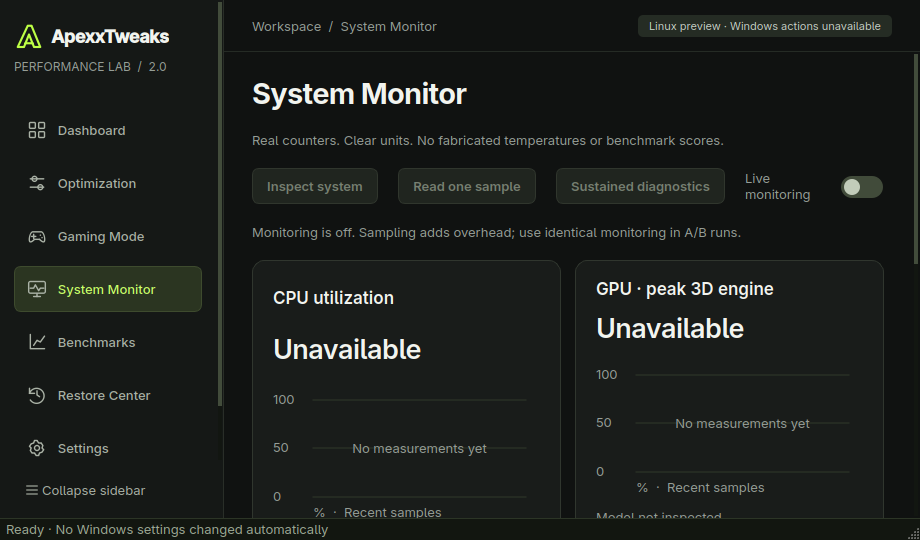 ApexxTweaks
PERFORMANCE LAB / 2.0
Dashboard
Optimization
Gaming Mode
System Monitor
Benchmarks
Restore Center
Settings
Collapse sidebar
Workspace / System Monitor
Linux preview · Windows actions unavailable
System Monitor
Real counters. Clear units. No fabricated temperatures or benchmark scores.
Inspect system
Read one sample
Sustained diagnostics
Live
monitoring
Monitoring is off. Sampling adds overhead; use identical monitoring in A/B runs.
CPU utilization
Unavailable
100
50
No measurements yet
0
% · Recent samples
GPU · peak 3D engine
Unavailable
100
50
No measurements yet
0
% · Recent samples
Model not inspected
Ready · No Windows settings changed automatically